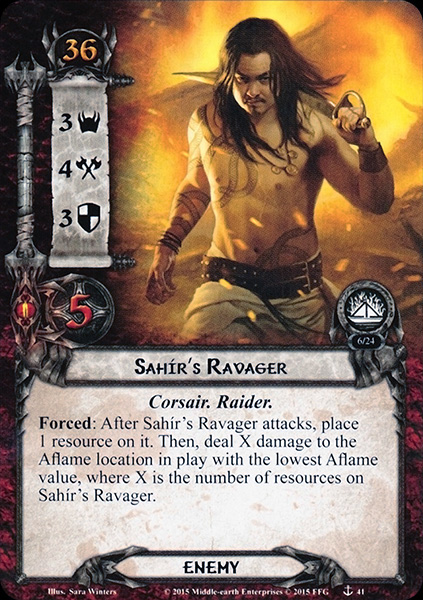 36
3
4
3
5
6/24
Sahír's Ravager
Corsair. Raider.
Forced: After Sahír's Ravager attacks, place
1 resource on it. Then, deal X damage to the
Aflame location in play with the lowest Aflame
value, where X is the number of resources on
Sahír's Ravager.
ENEMY
Illus. Sara Winters © 2015 Middle-earth Enterprises © 2015 FFG 41